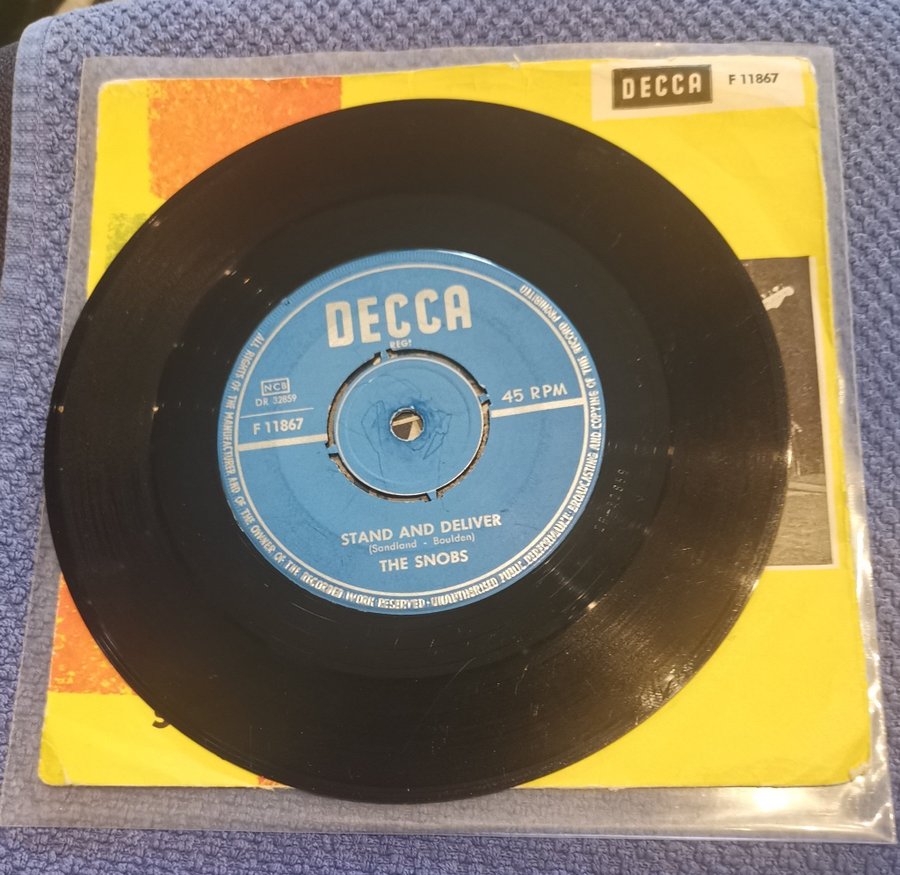 DECCA F 11867
DECCA
REGᵈ
NCB
DR 32859
F 11867
45 RPM
STAND AND DELIVER
(Sandland - Boulden)
THE SNOBS
ALL RIGHTS OF THE MANUFACTURER AND OF THE OWNER OF THE RECORDED WORK RESERVED • UNAUTHORISED PUBLIC PERFORMANCE, BROADCASTING AND COPYING OF THIS RECORD PROHIBITED